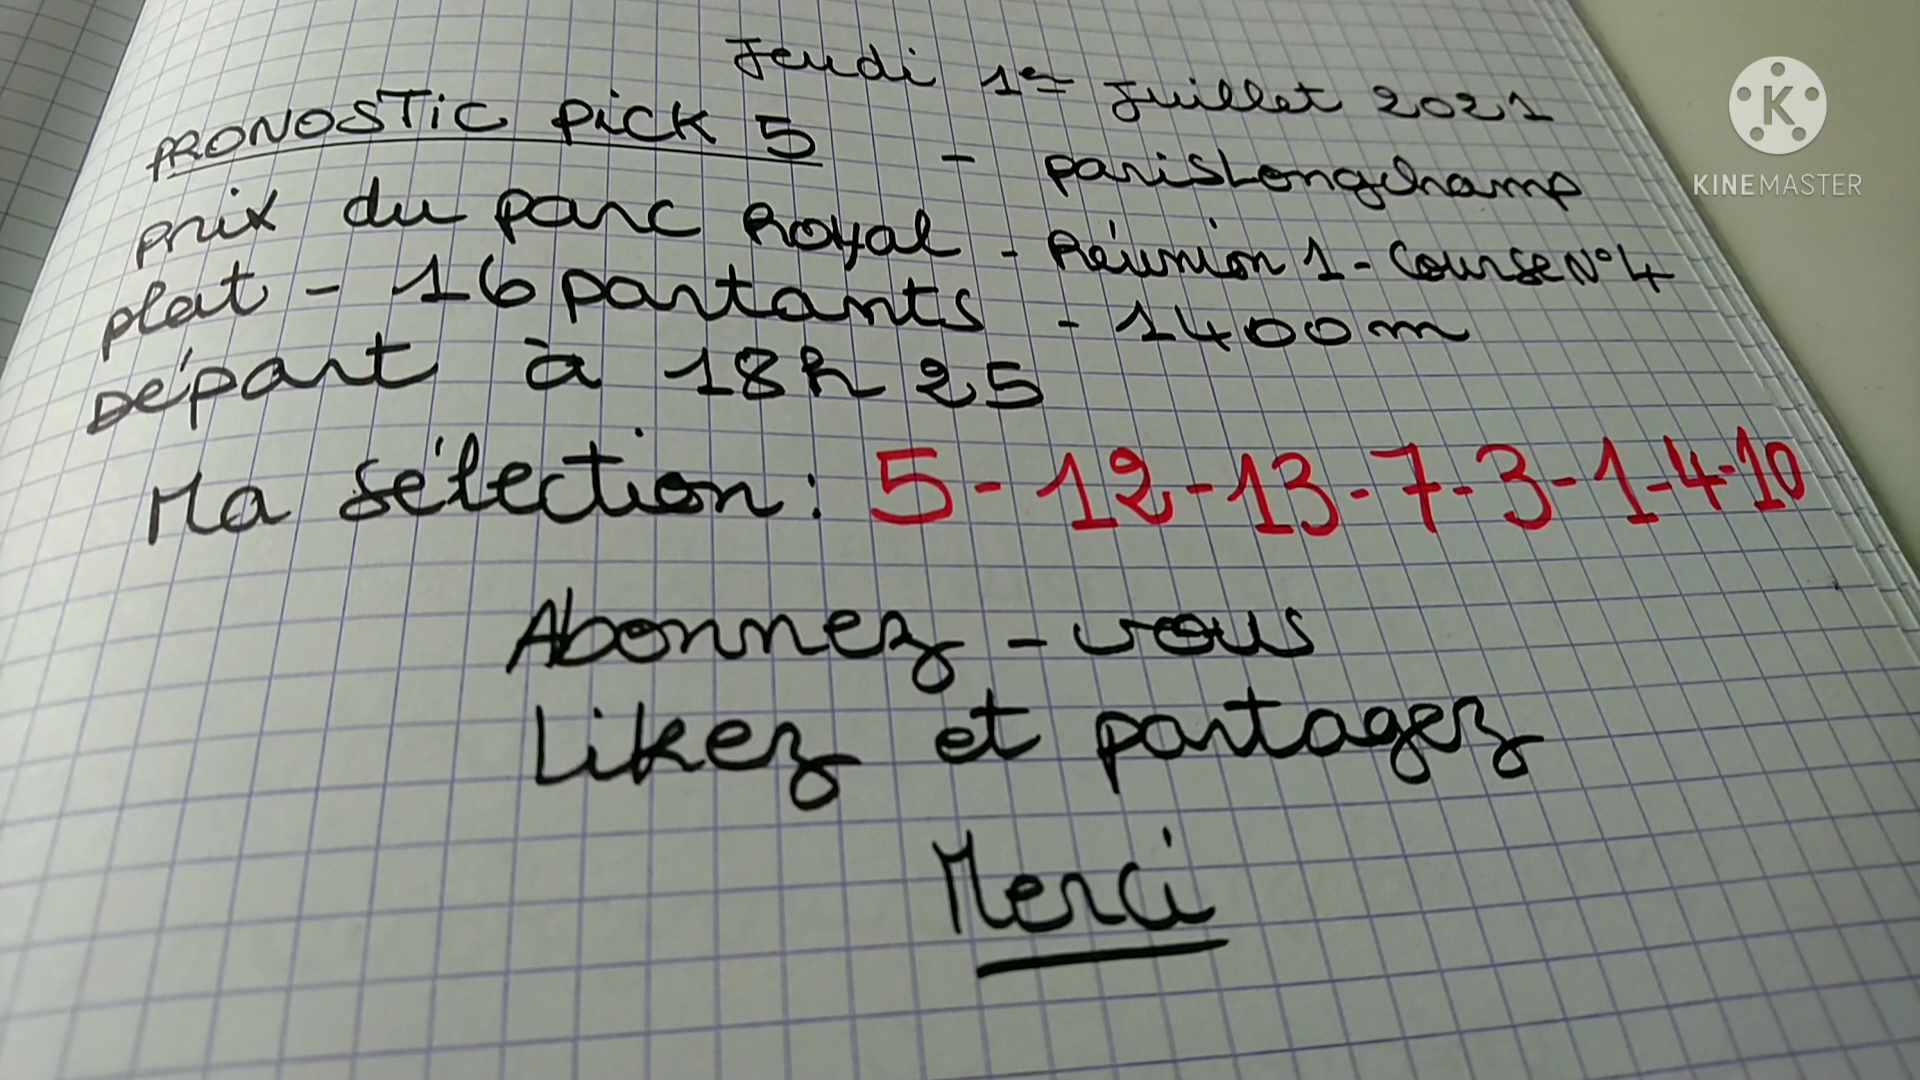 Jeudi 1er Juillet 2021
PRONOSTIC PICK 5 - parisLongchamp
prix du parc Royal - Réunion 1 - Course N°4
plat - 16 partants - 1400m
Départ à 18h25
Ma sélection : 5 - 12 - 13 - 7 - 3 - 1 - 4 - 10
Abonnez - vous
Likez et partagez
Merci
K
KINEMASTER